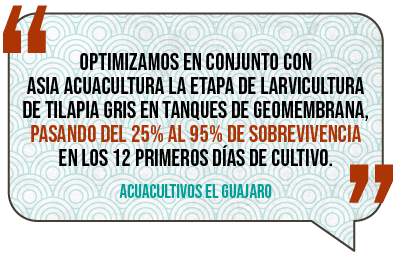 “
OPTIMIZAMOS EN CONJUNTO CON
ASIA ACUACULTURA LA ETAPA DE LARVICULTURA
DE TILAPIA GRIS EN TANQUES DE GEOMEMBRANA,
PASANDO DEL 25% AL 95% DE SOBREVIVENCIA
EN LOS 12 PRIMEROS DÍAS DE CULTIVO.
ACUACULTIVOS EL GUAJARO
”